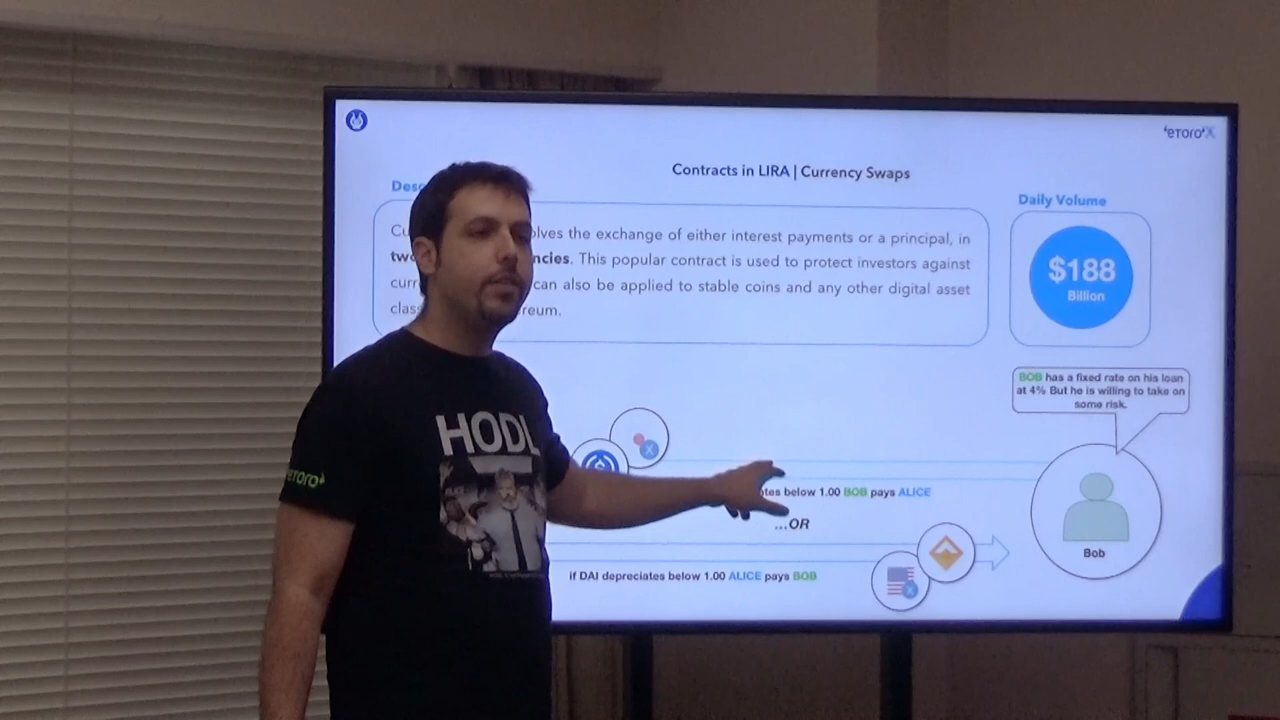 'eToro'X
Contracts in LIRA | Currency Swaps
Daily Volume
lves the exchange of either interest payments or a principal, in
two ncies. This popular contract is used to protect investors against
curr can also be applied to stable coins and any other digital asset
clas reum.
$188
Billion
BOB has a fixed rate on his loan
at 4% But he is willing to take on
some risk.
tes below 1.00 BOB pays ALICE
...OR
Bob
if DAI depreciates below 1.00 ALICE pays BOB
HODL
eToro